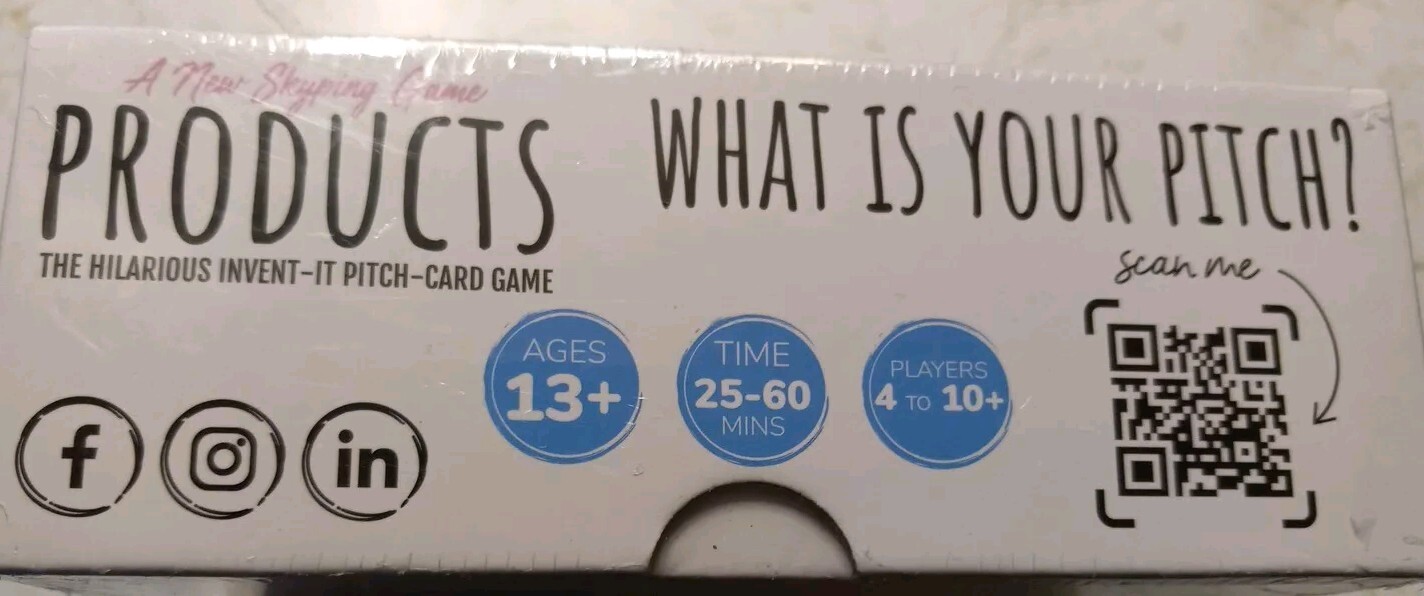 A New Skyping Game
PRODUCTS
THE HILARIOUS INVENT-IT PITCH-CARD GAME
WHAT IS YOUR PITCH?
scan me
AGES
13+
TIME
25-60
MINS
PLAYERS
4 TO 10+
f
in